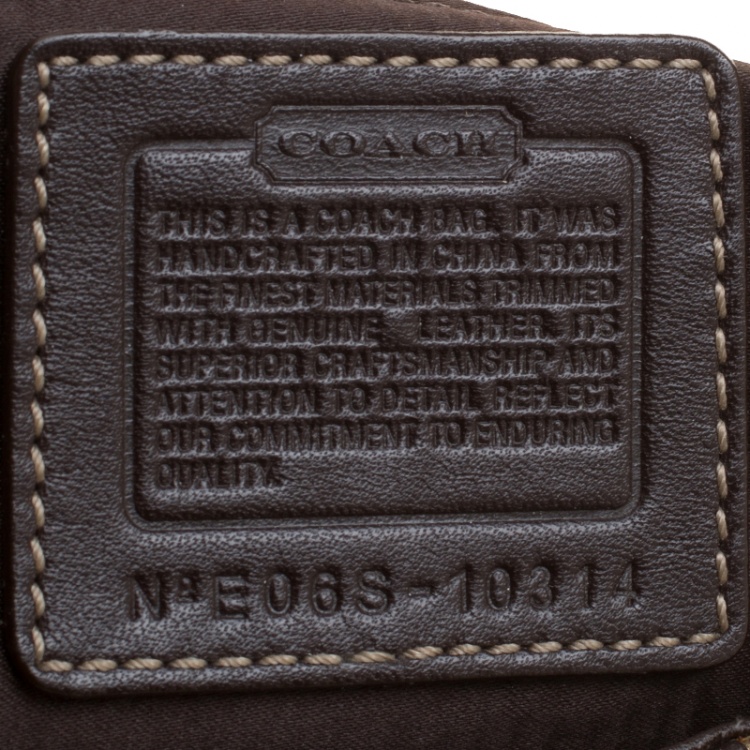 COACH
THIS IS A COACH BAG. IT WAS
HANDCRAFTED IN CHINA FROM
THE FINEST MATERIALS TRIMMED
WITH GENUINE LEATHER. ITS
SUPERIOR CRAFTSMANSHIP AND
ATTENTION TO DETAIL REFLECT
OUR COMMITMENT TO ENDURING
QUALITY.
Nº E06S-10314